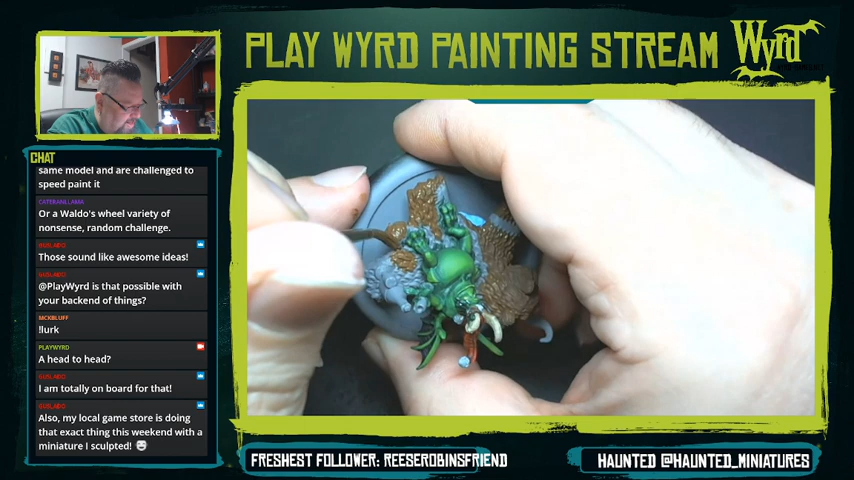 PLAY WYRD PAINTING STREAM
Wyrd
CHAT
same model and are challenged to
speed paint it
CATERANLLAMA
Or a Waldo's wheel variety of
nonsense, random challenge.
Those sound like awesome ideas!
@PlayWyrd is that possible with
your backend of things?
MCKBLUFF
!lurk
PLAYWYRD
A head to head?
I am totally on board for that!
Also, my local game store is doing
that exact thing this weekend with a
miniature I sculpted! 😁
FRESHEST FOLLOWER: REESEROBINSFRIEND
HAUNTED @HAUNTED_MINIATURES